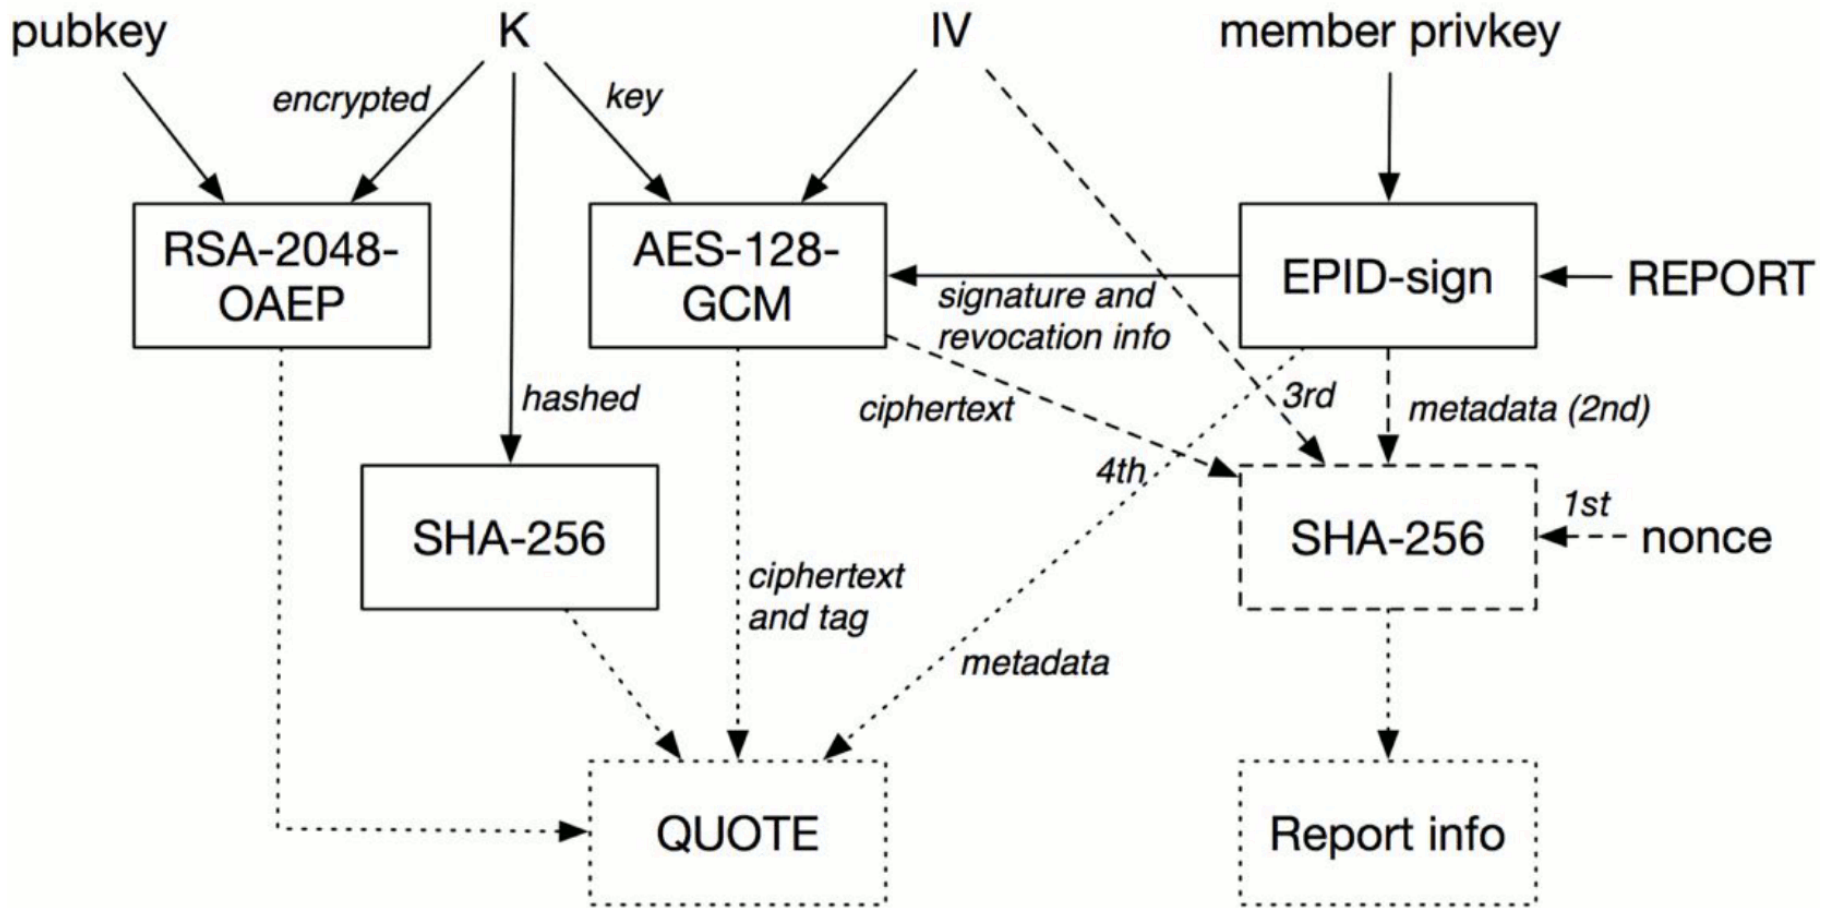 pubkey
K
IV
member privkey
encrypted
key
RSA-2048-
OAEP
AES-128-
GCM
EPID-sign
REPORT
signature and
revocation info
hashed
ciphertext
3rd
metadata (2nd)
4th
1st
SHA-256
SHA-256
nonce
ciphertext
and tag
metadata
QUOTE
Report info